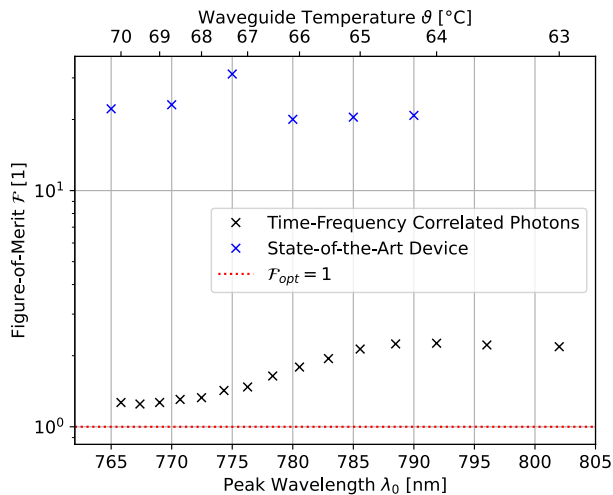 Waveguide Temperature ϑ [°C]
70 69 68 67 66 65 64 63
Figure-of-Merit ℱ [1]
10¹
10⁰
Time-Frequency Correlated Photons
State-of-the-Art Device
ℱ_opt = 1
765 770 775 780 785 790 795 800 805
Peak Wavelength λ₀ [nm]